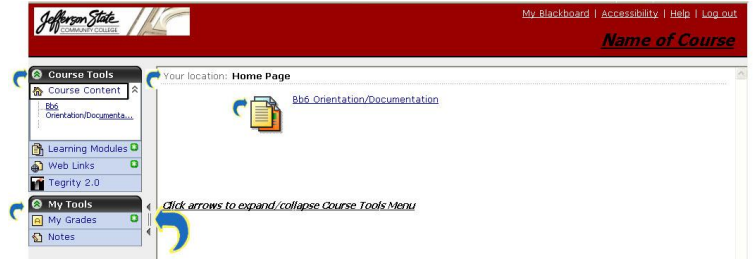 Jefferson State
COMMUNITY COLLEGE
My Blackboard | Accessibility | Help | Log out
Name of Course
Course Tools
Course Content
Bb6
Orientation/Documenta...
Learning Modules
Web Links
Tegrity 2.0
My Tools
My Grades
Notes
Your location: Home Page
Bb6 Orientation/Documentation
Click arrows to expand/collapse Course Tools Menu